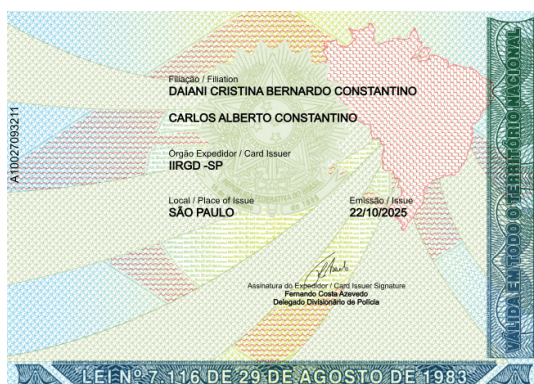 Filiação / Filiation
DAIANI CRISTINA BERNARDO CONSTANTINO
CARLOS ALBERTO CONSTANTINO
Órgão Expedidor / Card Issuer
IIRGD -SP
Local / Place of Issue
SÃO PAULO
Emissão / Issue
22/10/2025
Assinatura do Expedidor / Card Issuer Signature
Fernando Costa Azevedo
Delegado Divisionário de Polícia
A10027093211
VALIDA EM TODO O TERRITÓRIO NACIONAL
LEI Nº 7.116 DE 29 DE AGOSTO DE 1983